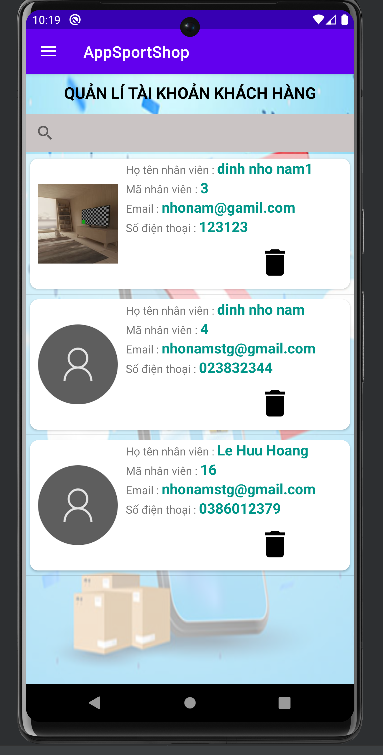 10:19
AppSportShop
QUẢN LÍ TÀI KHOẢN KHÁCH HÀNG
Họ tên nhân viên : dinh nho nam1
Mã nhân viên : 3
Email : nhonam@gamil.com
Số điện thoại : 123123
Họ tên nhân viên : dinh nho nam
Mã nhân viên : 4
Email : nhonamstg@gmail.com
Số điện thoại : 023832344
Họ tên nhân viên : Le Huu Hoang
Mã nhân viên : 16
Email : nhonamstg@gmail.com
Số điện thoại : 0386012379